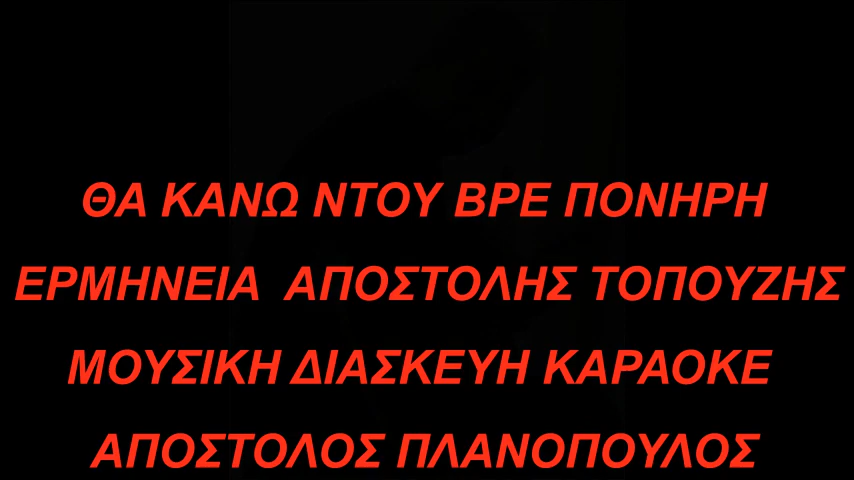 ΘΑ ΚΑΝΩ ΝΤΟΥ ΒΡΕ ΠΟΝΗΡΗ
ΕΡΜΗΝΕΙΑ ΑΠΟΣΤΟΛΗΣ ΤΟΠΟΥΖΗΣ
ΜΟΥΣΙΚΗ ΔΙΑΣΚΕΥΗ ΚΑΡΑΟΚΕ
ΑΠΟΣΤΟΛΟΣ ΠΛΑΝΟΠΟΥΛΟΣ